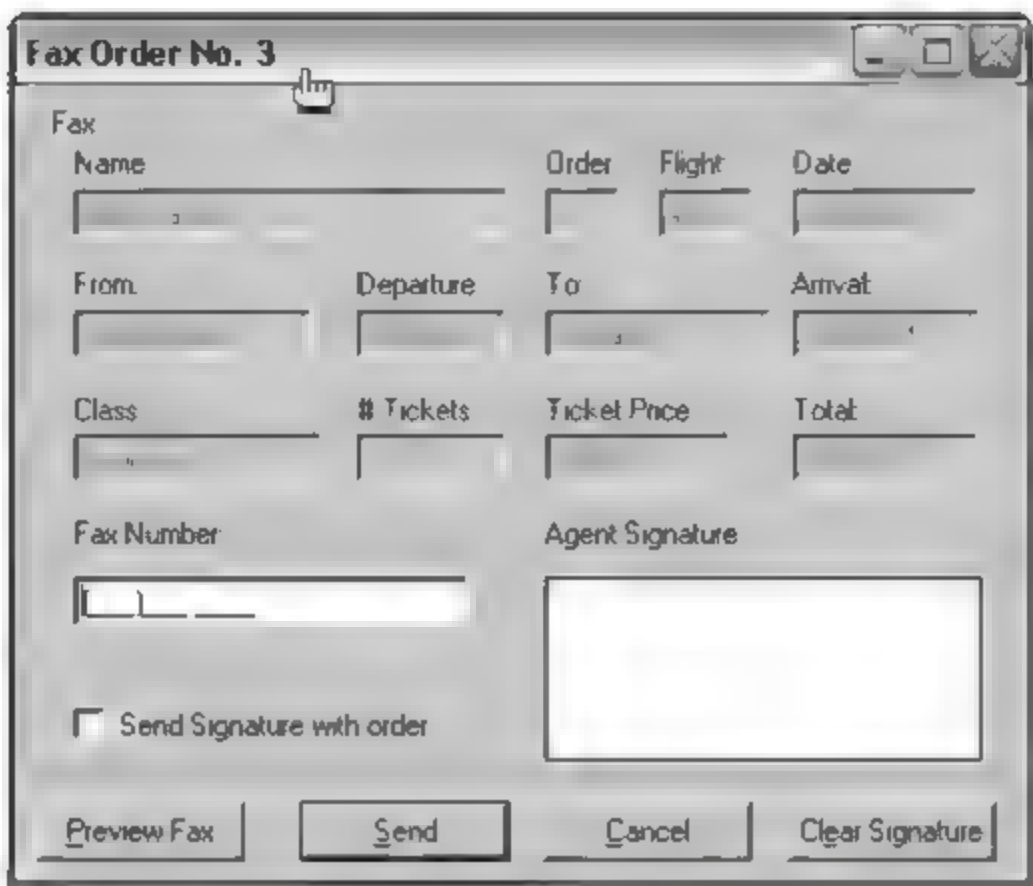 Fax Order No. 3
Fax
Name Order Flight Date
From: Departure To: Arrival:
Class # Tickets Ticket Price Total:
Fax Number Agent Signature
Send Signature with order
Preview Fax Send Cancel Clear Signature